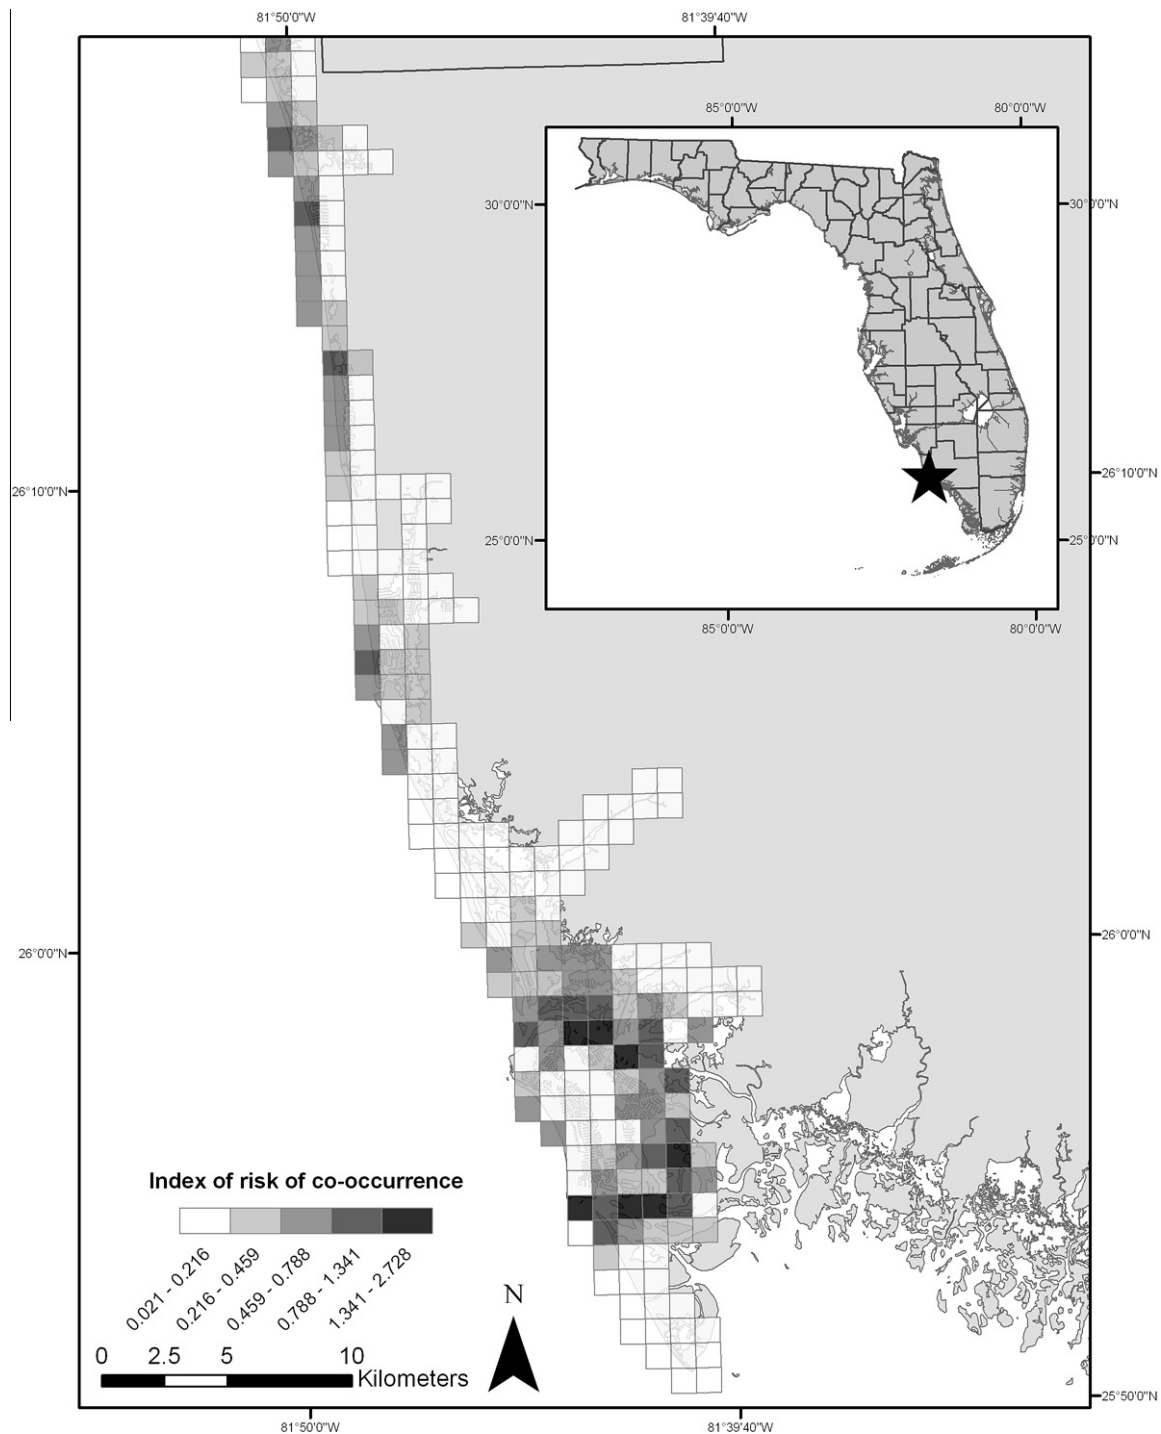 81°50'0"W 81°39'40"W
85°0'0"W 80°0'0"W
30°0'0"N 30°0'0"N
26°10'0"N 26°10'0"N
25°0'0"N 25°0'0"N
85°0'0"W 80°0'0"W
26°0'0"N 26°0'0"N
Index of risk of co-occurrence
0.021 - 0.216
0.216 - 0.459
0.459 - 0.788
0.788 - 1.341
1.341 - 2.728
N
0 2.5 5 10
Kilometers
25°50'0"N
81°50'0"W 81°39'40"W